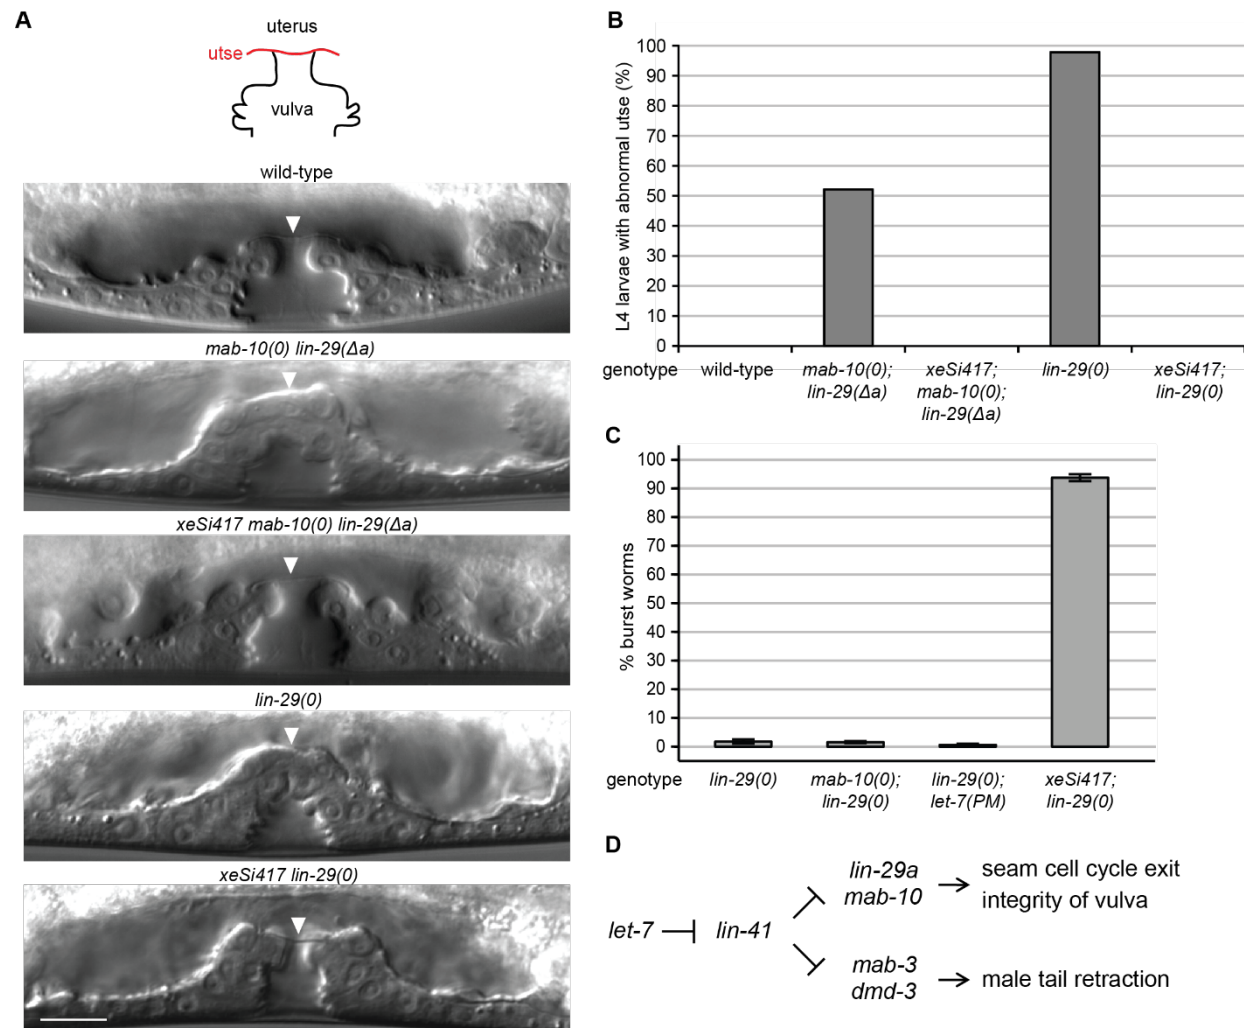 A
uterus
utse
vulva
wild-type
mab-10(0) lin-29(Δa)
xeSi417 mab-10(0) lin-29(Δa)
lin-29(0)
xeSi417 lin-29(0)
B
L4 larvae with abnormal utse (%)
100
90
80
70
60
50
40
30
20
10
0
genotype wild-type mab-10(0); xeSi417; lin-29(0) xeSi417;
lin-29(Δa) mab-10(0); lin-29(0)
lin-29(Δa)
C
% burst worms
100
90
80
70
60
50
40
30
20
10
0
genotype lin-29(0) mab-10(0); lin-29(0); xeSi417;
lin-29(0) let-7(PM) lin-29(0)
D
let-7 lin-41
lin-29a
mab-10
seam cell cycle exit
integrity of vulva
mab-3
dmd-3
male tail retraction